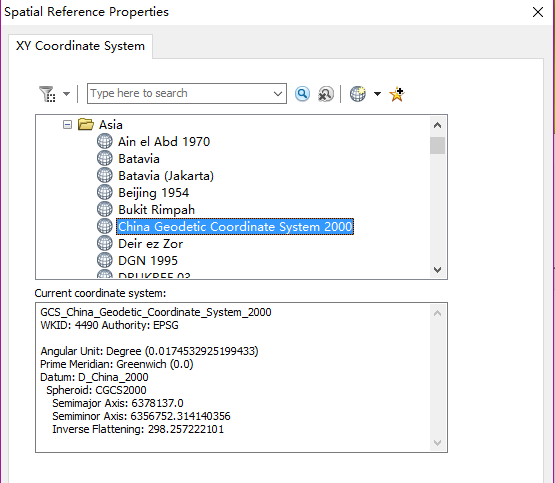 Spatial Reference Properties
XY Coordinate System
Type here to search
Asia
Ain el Abd 1970
Batavia
Batavia (Jakarta)
Beijing 1954
Bukit Rimpah
China Geodetic Coordinate System 2000
Deir ez Zor
DGN 1995
Current coordinate system:
GCS_China_Geodetic_Coordinate_System_2000
WKID: 4490 Authority: EPSG
Angular Unit: Degree (0.0174532925199433)
Prime Meridian: Greenwich (0.0)
Datum: D_China_2000
Spheroid: CGCS2000
Semimajor Axis: 6378137.0
Semiminor Axis: 6356752.314140356
Inverse Flattening: 298.257222101